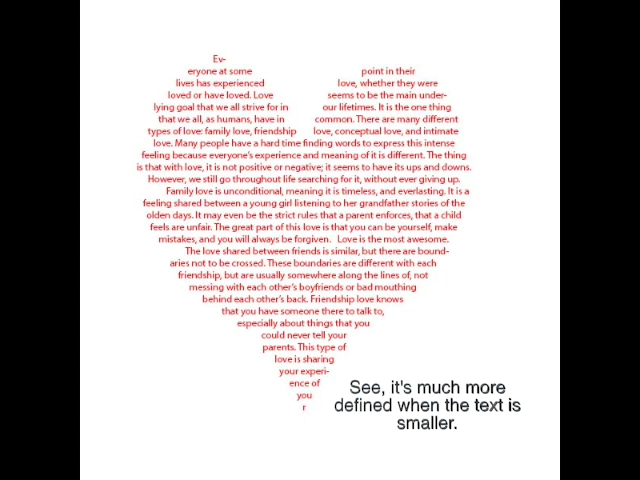 Ev-
eryone at some point in their
lives has experienced love, whether they were
loved or have loved. Love seems to be the main under-
lying goal that we all strive for in our lifetimes. It is the one thing
that we all, as humans, have in common. There are many different
types of love: family love, friendship love, conceptual love, and intimate
love. Many people have a hard time finding words to express this intense
feeling because everyone's experience and meaning of it is different. The thing
is that with love, it is not positive or negative; it seems to have its ups and downs.
However, we still go throughout life searching for it, without ever giving up.
Family love is unconditional, meaning it is timeless, and everlasting. It is a
feeling shared between a young girl listening to her grandfather stories of the
olden days. It may even be the strict rules that a parent enforces, that a child
feels are unfair. The great part of this love is that you can be yourself, make
mistakes, and you will always be forgiven. Love is the most awesome.
The love shared between friends is similar, but there are bound-
aries not to be crossed. These boundaries are different with each
friendship, but are usually somewhere along the lines of, not
messing with each other's boyfriends or bad mouthing
behind each other's back. Friendship love knows
that you have someone there to talk to,
especially about things that you
could never tell your
parents. This type of
love is sharing
your experi-
ence of
you
r
See, it's much more
defined when the text is
smaller.